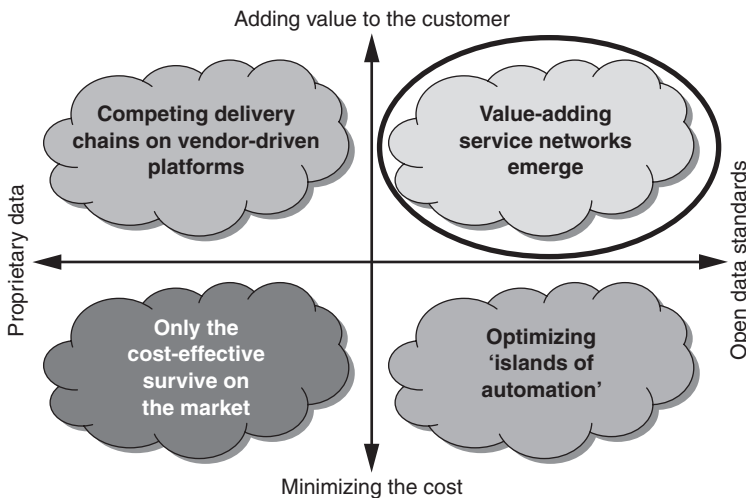 Adding value to the customer
Competing delivery
chains on vendor-driven
platforms
Value-adding
service networks
emerge
Proprietary data
Open data standards
Only the
cost-effective
survive on
the market
Optimizing
‘islands of
automation’
Minimizing the cost